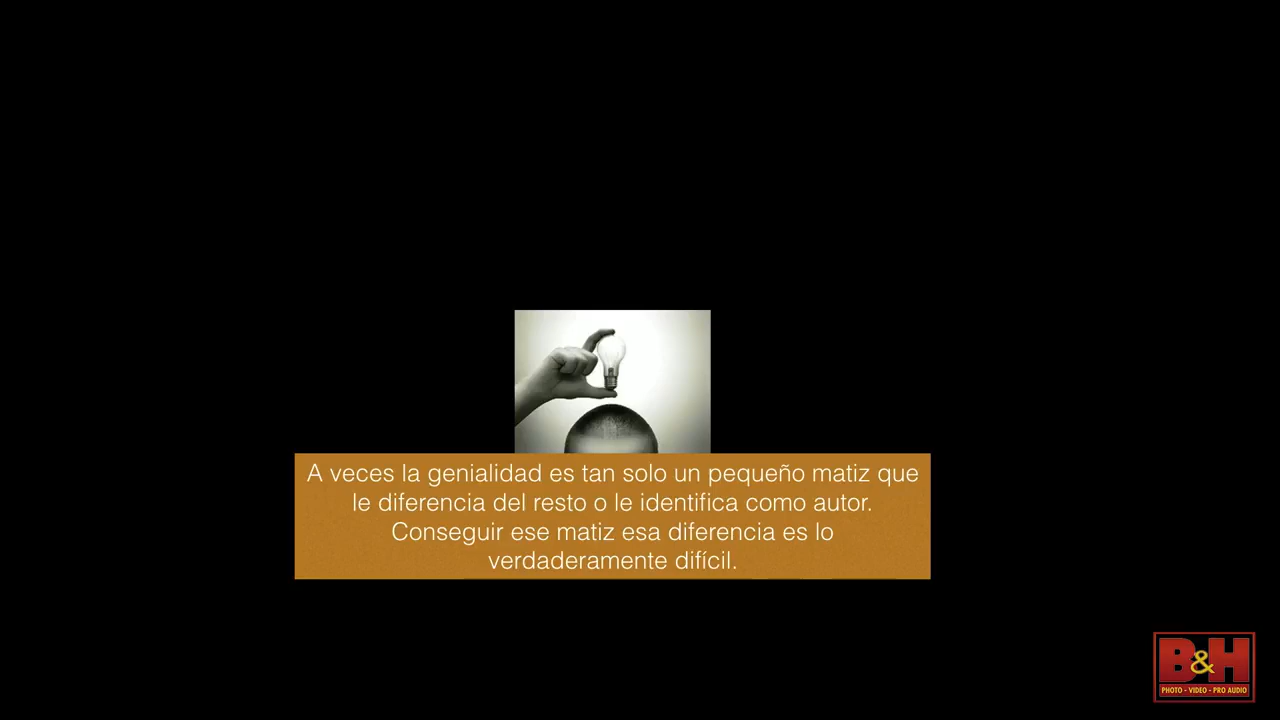 A veces la genialidad es tan solo un pequeño matiz que
le diferencia del resto o le identifica como autor.
Conseguir ese matiz esa diferencia es lo
verdaderamente difícil.
B&H
PHOTO - VIDEO - PRO AUDIO